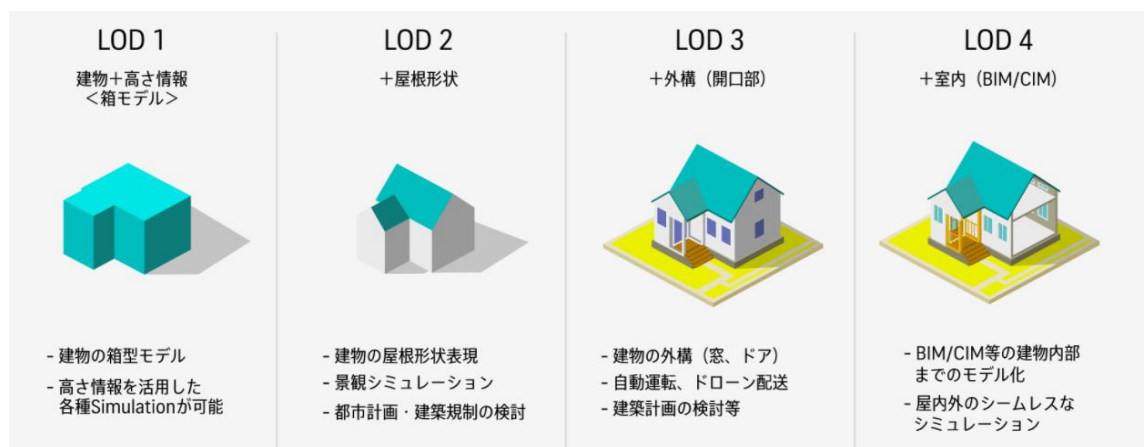 LOD 1
建物＋高さ情報
＜箱モデル＞
- 建物の箱型モデル
- 高さ情報を活用した
各種Simulationが可能
LOD 2
＋屋根形状
- 建物の屋根形状表現
- 景観シミュレーション
- 都市計画・建築規制の検討
LOD 3
＋外構（開口部）
- 建物の外構（窓、ドア）
- 自動運転、ドローン配送
- 建築計画の検討等
LOD 4
＋室内（BIM/CIM）
- BIM/CIM等の建物内部
までのモデル化
- 屋内外のシームレスな
シミュレーション